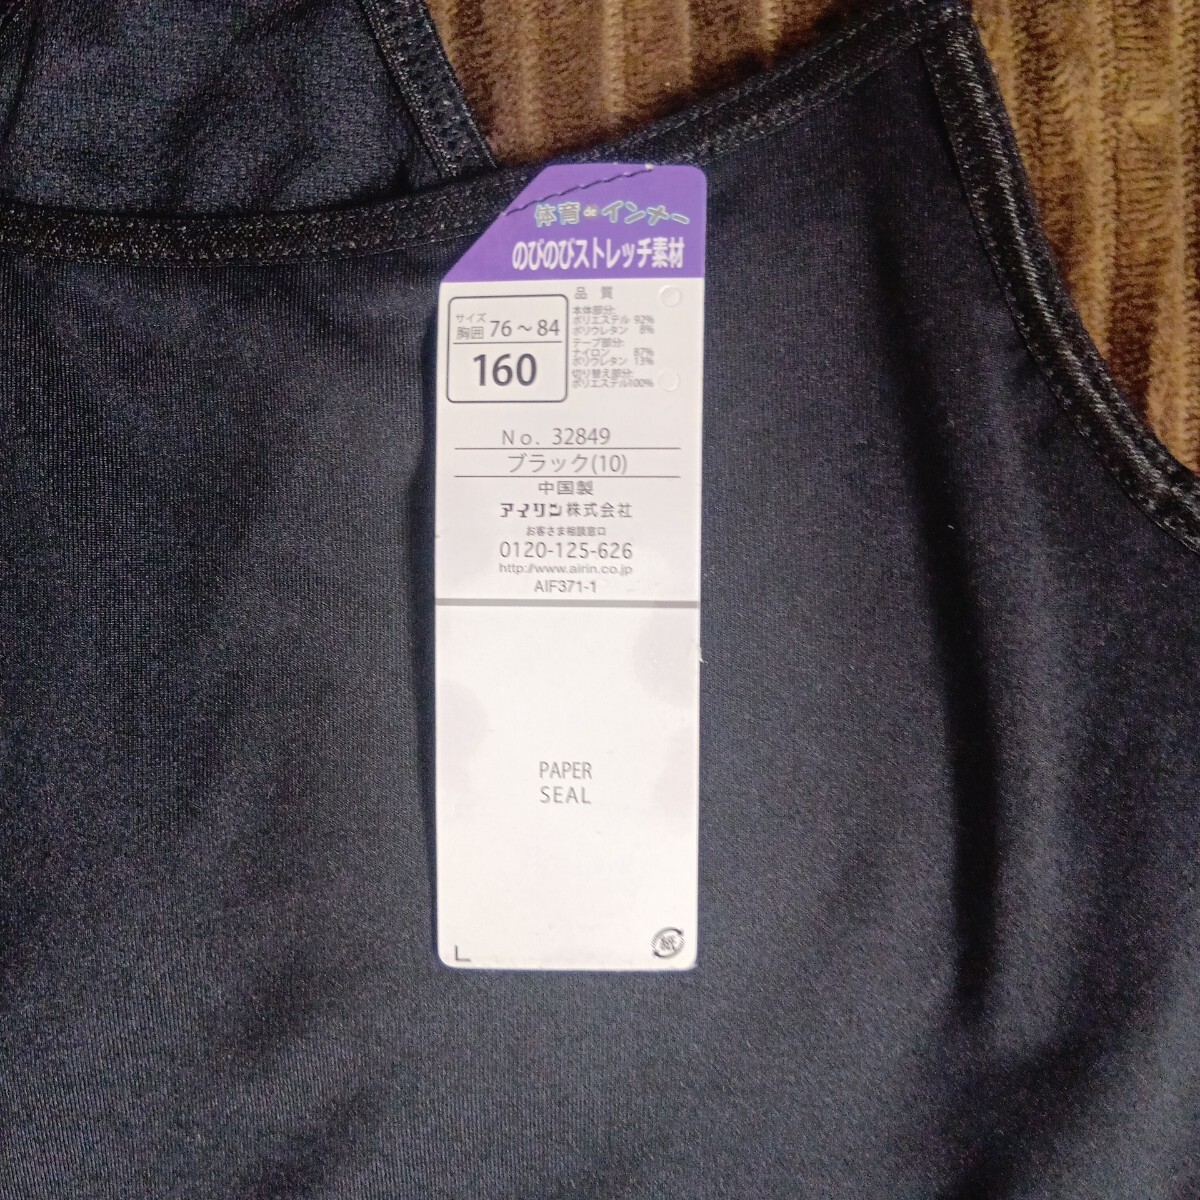 体育 de インナー
のびのびストレッチ素材
サイズ
胸囲 76〜84
160
品 質
本体部分:
ポリエステル 92%
ポリウレタン 8%
テープ部分:
ナイロン 87%
ポリウレタン 13%
切り替え部分:
ポリエステル100%
No. 32849
ブラック(10)
中国製
アイリン株式会社
お客さま相談窓口
0120-125-626
http://www.airin.co.jp
AIF371-1
PAPER
SEAL
L
紙